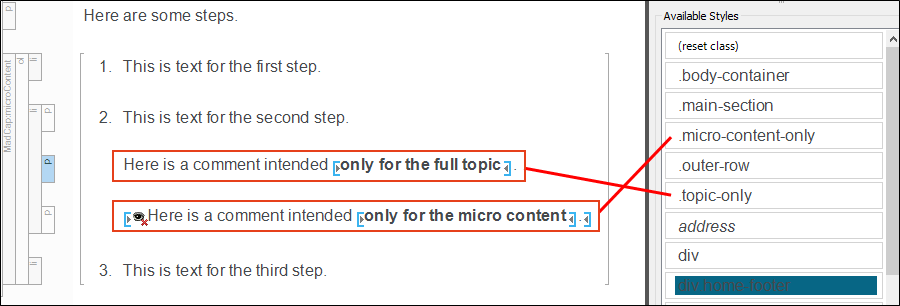 p
Here are some steps.
Available Styles
MadCap:microContent
ol
li
p
(reset class)
1. This is text for the first step.
.body-container
.main-section
li
p
2. This is text for the second step.
.micro-content-only
p
Here is a comment intended only for the full topic.
.outer-row
.topic-only
p
Here is a comment intended only for the micro content.
address
div
li
3. This is text for the third step.
div.home-footer